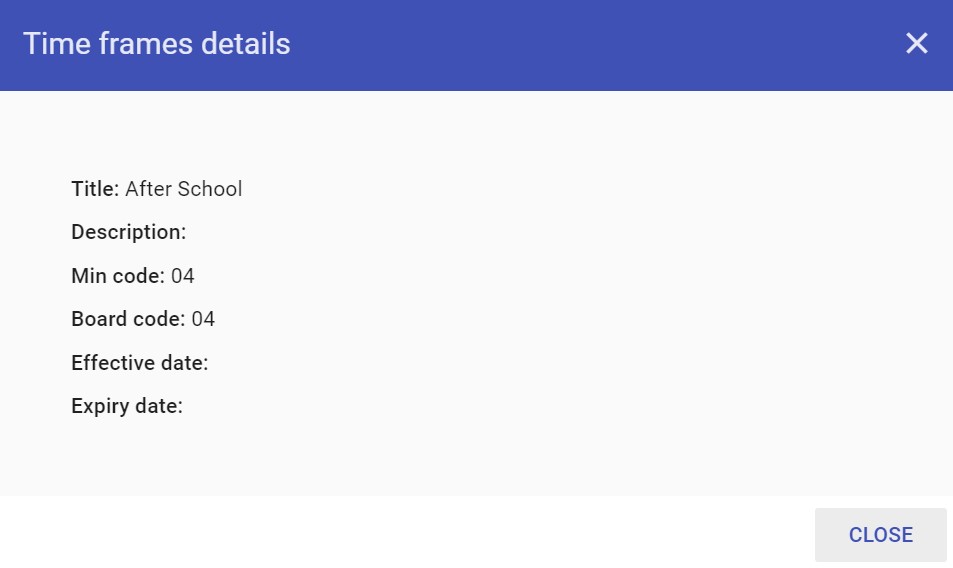 Time frames details
Title: After School
Description:
Min code: 04
Board code: 04
Effective date:
Expiry date:
CLOSE